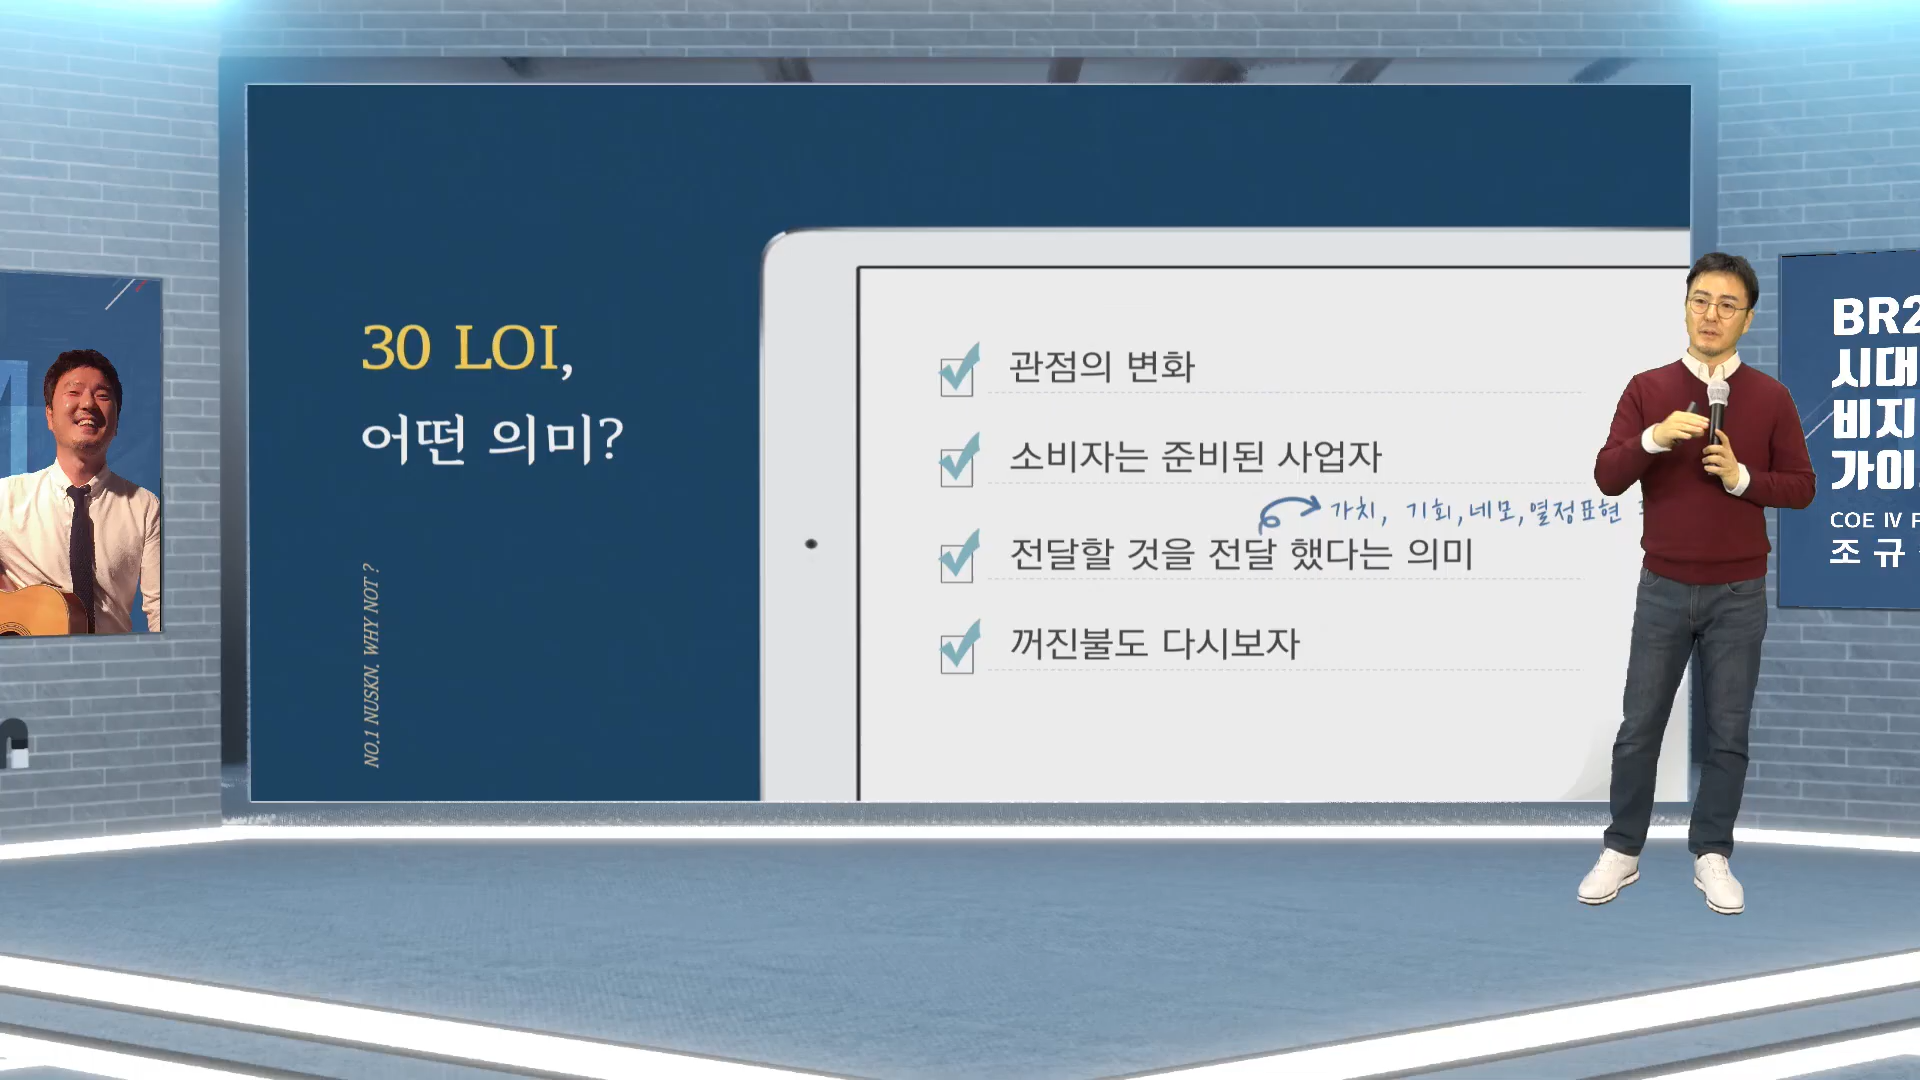 30 LOI,
어떤 의미?
NO.1 NUSKN. WHY NOT ?
관점의 변화
소비자는 준비된 사업자
가치, 기회, 네모, 열정표현
전달할 것을 전달 했다는 의미
꺼진불도 다시보자
BR2
시대
비지
가이
COE IV F
조 규